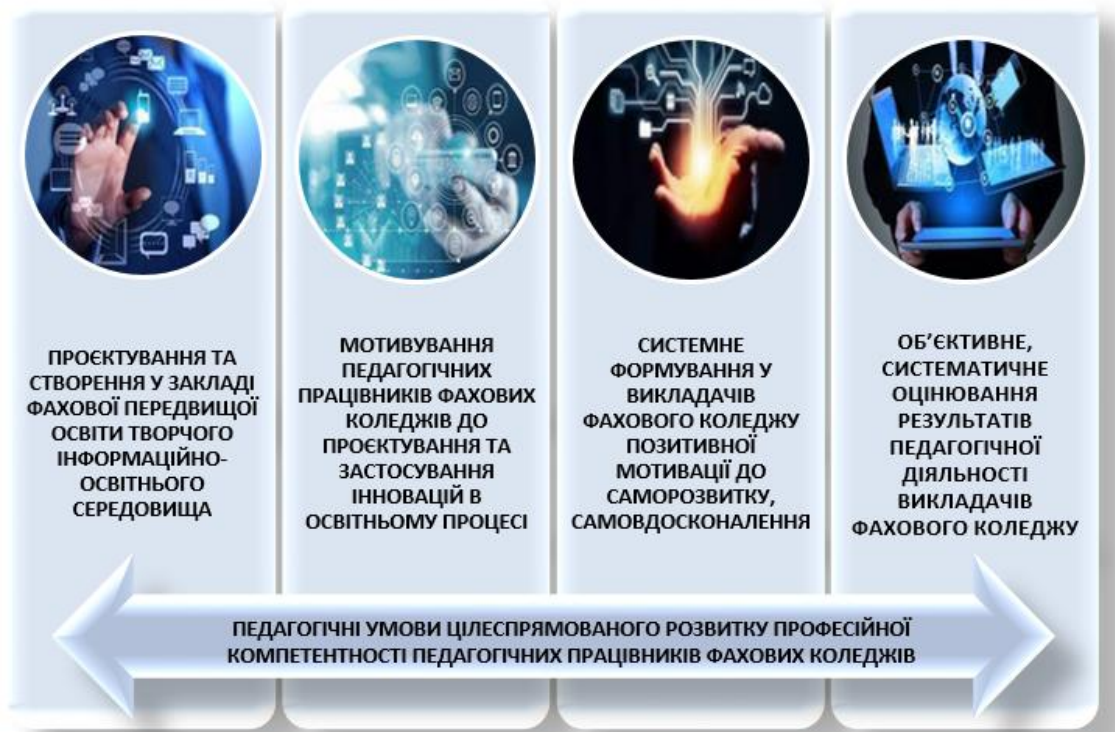 ПРОЄКТУВАННЯ ТА
СТВОРЕННЯ У ЗАКЛАДІ
ФАХОВОЇ ПЕРЕДВИЩОЇ
ОСВІТИ ТВОРЧОГО
ІНФОРМАЦІЙНО-
ОСВІТНЬОГО
СЕРЕДОВИЩА
МОТИВУВАННЯ
ПЕДАГОГІЧНИХ
ПРАЦІВНИКІВ ФАХОВИХ
КОЛЕДЖІВ ДО
ПРОЄКТУВАННЯ ТА
ЗАСТОСУВАННЯ
ІННОВАЦІЙ В
ОСВІТНЬОМУ ПРОЦЕСІ
СИСТЕМНЕ
ФОРМУВАННЯ У
ВИКЛАДАЧІВ
ФАХОВОГО КОЛЕДЖУ
ПОЗИТИВНОЇ
МОТИВАЦІЇ ДО
САМОРОЗВИТКУ,
САМОВДОСКОНАЛЕННЯ
ОБ’ЄКТИВНЕ,
СИСТЕМАТИЧНЕ
ОЦІНЮВАННЯ
РЕЗУЛЬТАТІВ
ПЕДАГОГІЧНОЇ
ДІЯЛЬНОСТІ
ВИКЛАДАЧІВ
ФАХОВОГО КОЛЕДЖУ
ПЕДАГОГІЧНІ УМОВИ ЦІЛЕСПРЯМОВАНОГО РОЗВИТКУ ПРОФЕСІЙНОЇ
КОМПЕТЕНТНОСТІ ПЕДАГОГІЧНИХ ПРАЦІВНИКІВ ФАХОВИХ КОЛЕДЖІВ